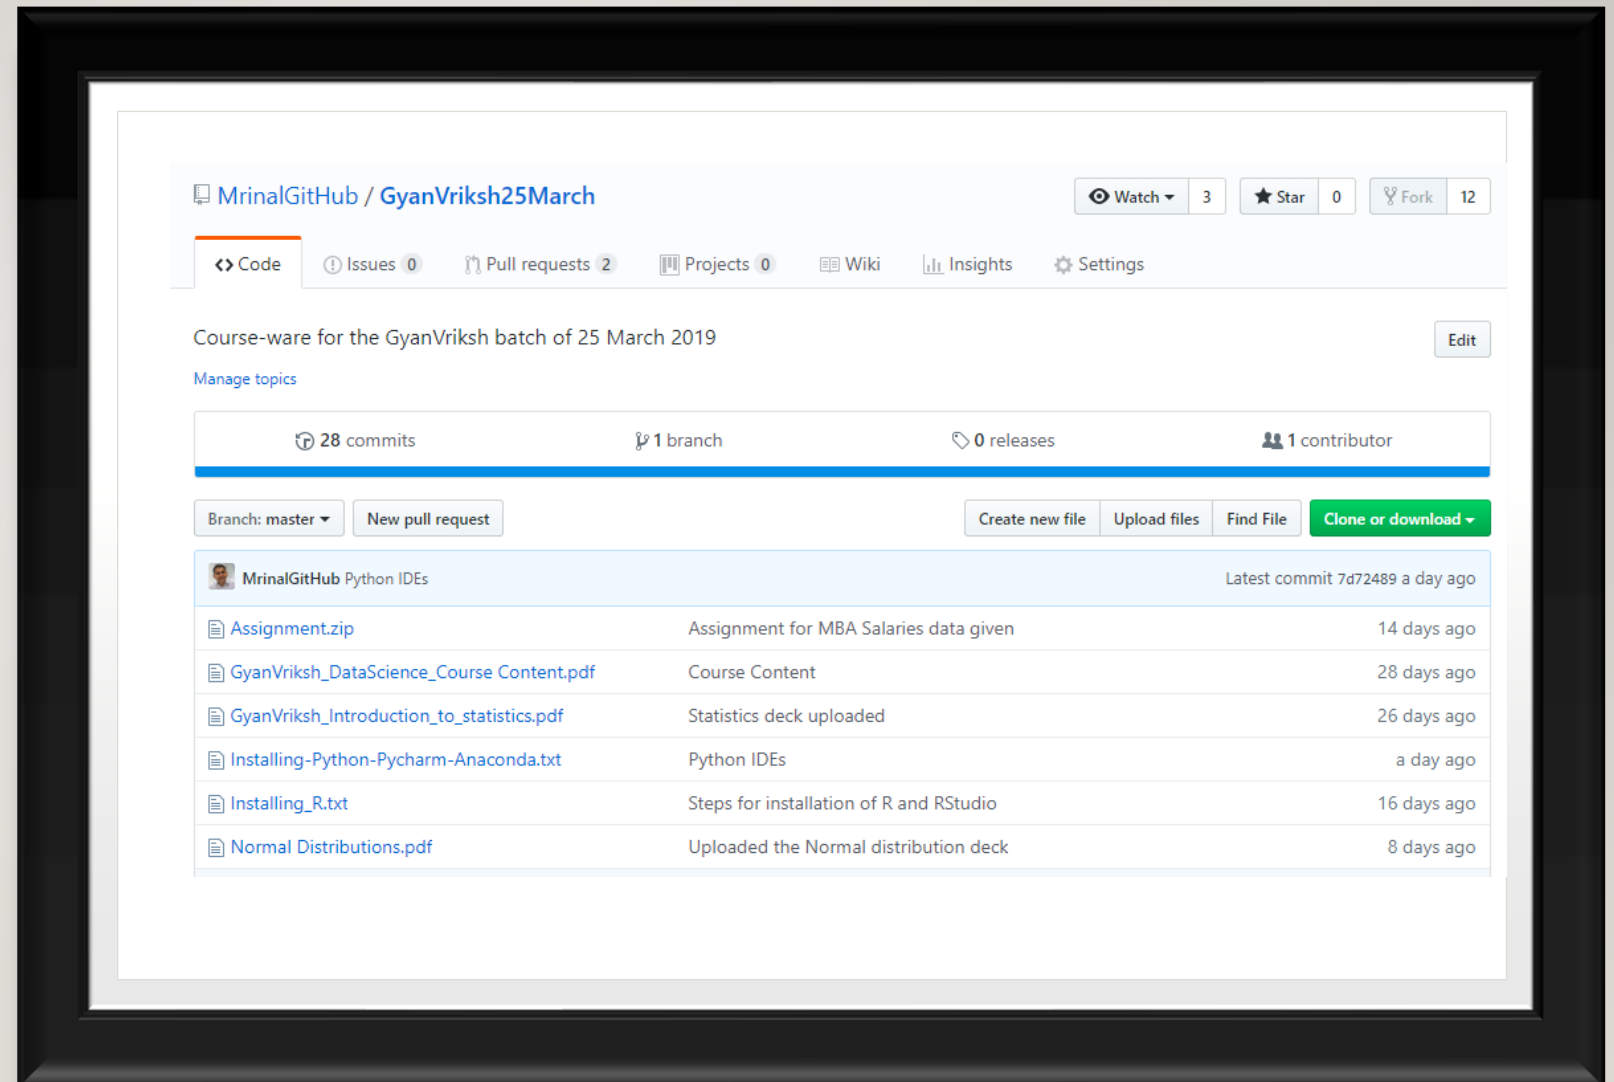 MrinalGitHub / GyanVriksh25March
Watch 3 Star 0 Fork 12
Code Issues 0 Pull requests 2 Projects 0 Wiki Insights Settings
Course-ware for the GyanVriksh batch of 25 March 2019 Edit
Manage topics
28 commits 1 branch 0 releases 1 contributor
Branch: master New pull request Create new file Upload files Find File Clone or download
MrinalGitHub Python IDEs Latest commit 7d72489 a day ago
Assignment.zip Assignment for MBA Salaries data given 14 days ago
GyanVriksh_DataScience_Course Content.pdf Course Content 28 days ago
GyanVriksh_Introduction_to_statistics.pdf Statistics deck uploaded 26 days ago
Installing-Python-Pycharm-Anaconda.txt Python IDEs a day ago
Installing_R.txt Steps for installation of R and RStudio 16 days ago
Normal Distributions.pdf Uploaded the Normal distribution deck 8 days ago